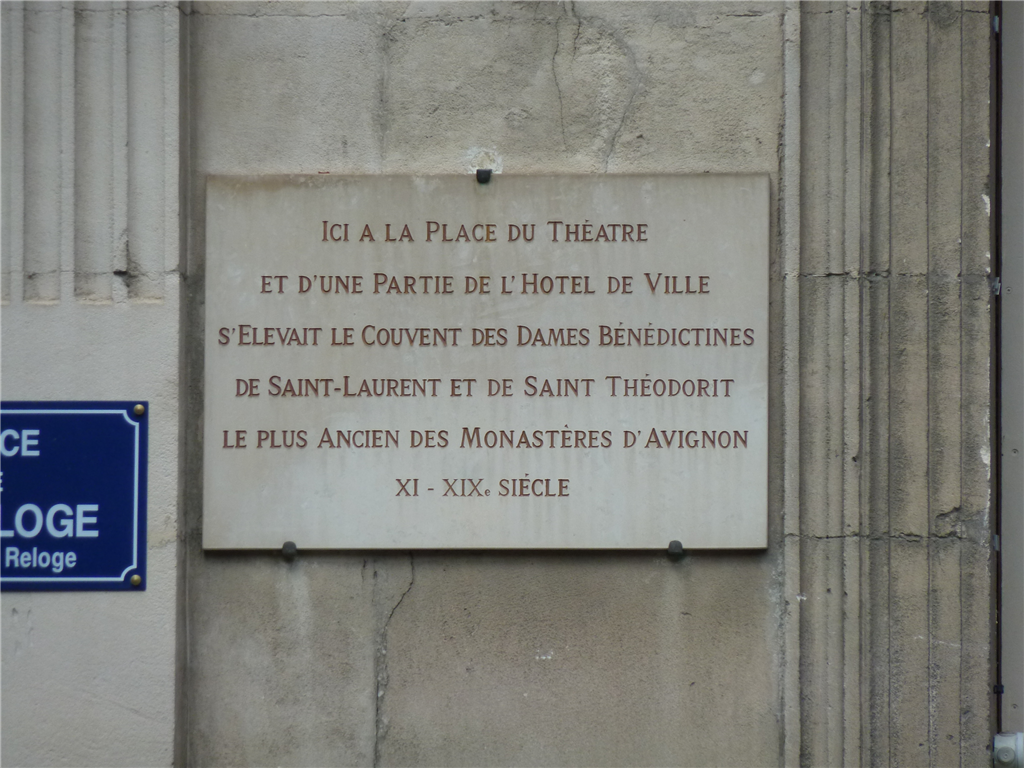 ICI A LA PLACE DU THÉATRE
ET D'UNE PARTIE DE L'HOTEL DE VILLE
S'ELEVAIT LE COUVENT DES DAMES BÉNÉDICTINES
DE SAINT-LAURENT ET DE SAINT THÉODORIT
LE PLUS ANCIEN DES MONASTÈRES D'AVIGNON
XI - XIXe SIÉCLE
CE
E
LOGE
Reloge